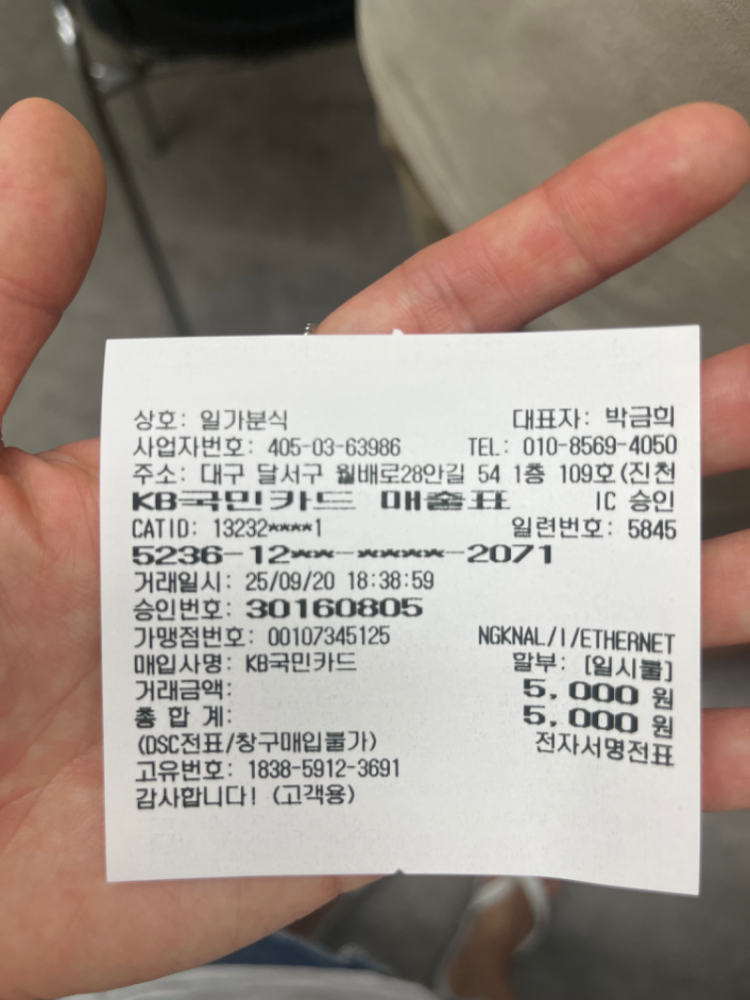 상호: 일가분식 대표자: 박금희
사업자번호: 405-03-63986 TEL: 010-8569-4050
주소: 대구 달서구 월배로28안길 54 1층 109호(진천
KB국민카드 매출표 IC 승인
CATID: 13232****1 일련번호: 5845
5236-12**-****-2071
거래일시: 25/09/20 18:38:59
승인번호: 30160805
가맹점번호: 00107345125 NGKNAL/I/ETHERNET
매입사명: KB국민카드 할부: [일시불]
거래금액: 5,000 원
총 합 계: 5,000 원
(DSC전표/창구매입불가) 전자서명전표
고유번호: 1838-5912-3691
감사합니다! (고객용)